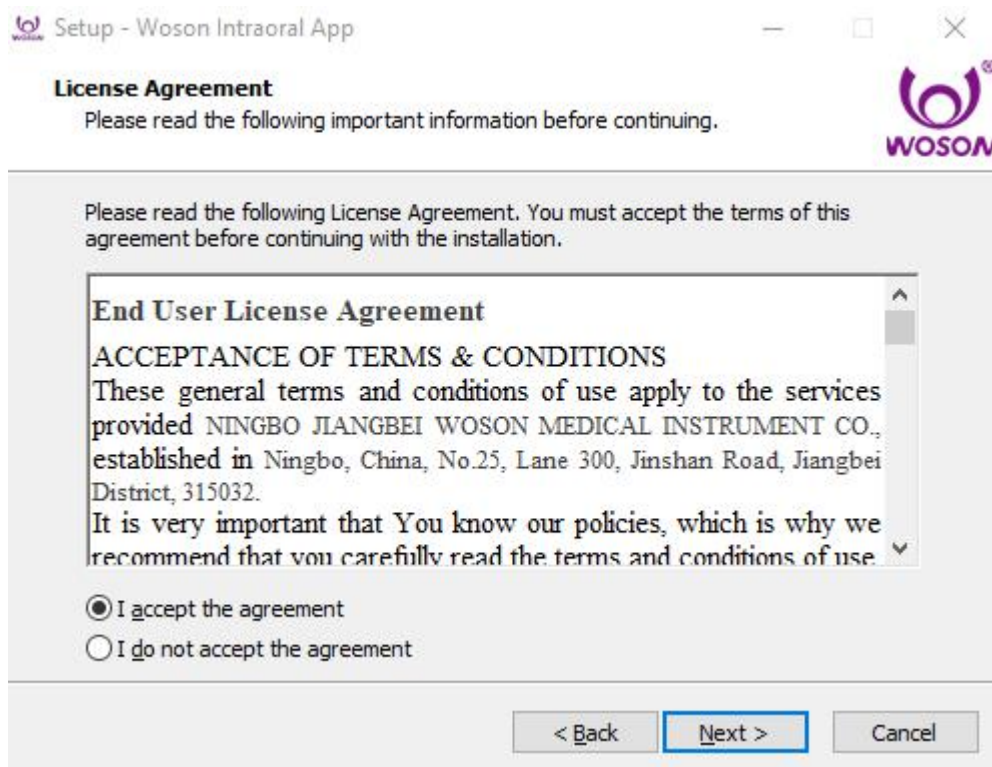 Setup - Woson Intraoral App
License Agreement
Please read the following important information before continuing.
WOSON
Please read the following License Agreement. You must accept the terms of this
agreement before continuing with the installation.
End User License Agreement
ACCEPTANCE OF TERMS & CONDITIONS
These general terms and conditions of use apply to the services
provided NINGBO JIANGBEI WOSON MEDICAL INSTRUMENT CO.,
established in Ningbo, China, No.25, Lane 300, Jinshan Road, Jiangbei
District, 315032.
It is very important that You know our policies, which is why we
recommend that you carefully read the terms and conditions of use
I accept the agreement
I do not accept the agreement
< Back Next > Cancel